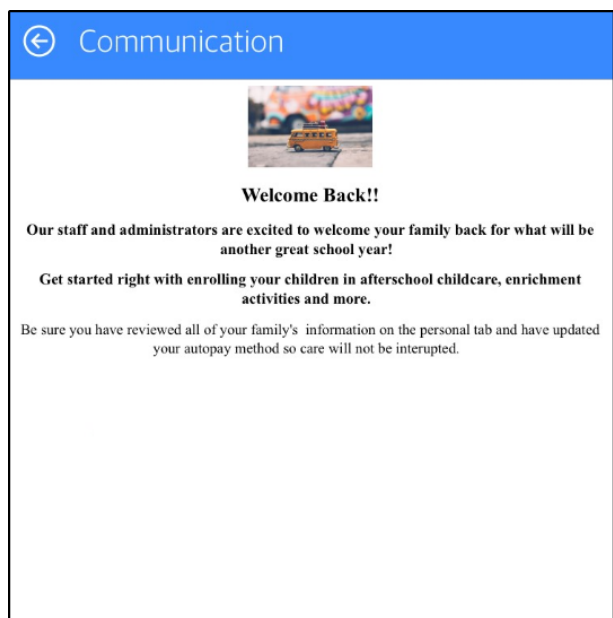 Communication
Welcome Back!!
Our staff and administrators are excited to welcome your family back for what will be
another great school year!
Get started right with enrolling your children in afterschool childcare, enrichment
activities and more.
Be sure you have reviewed all of your family's  information on the personal tab and have updated
your autopay method so care will not be interupted.